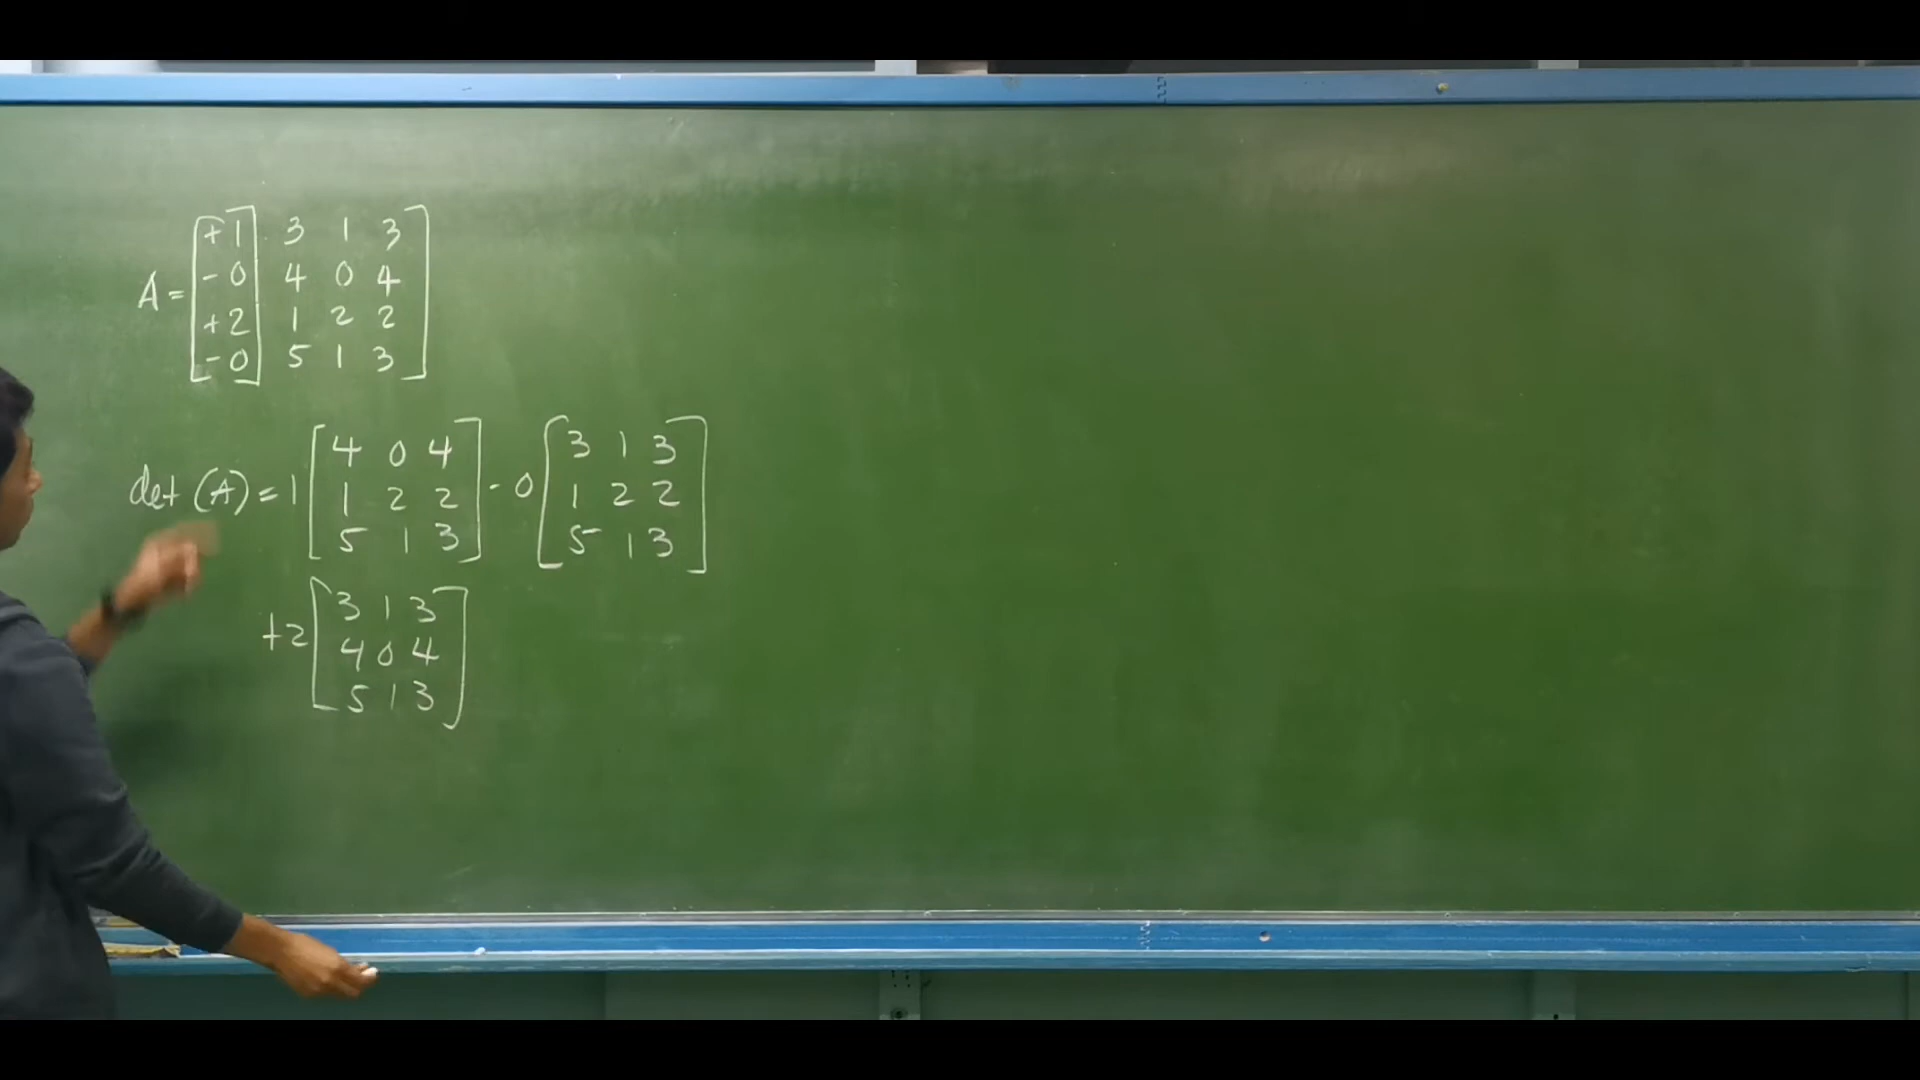 +1 3 1 3
-0 4 0 4
A=
+2 1 2 2
-0 5 1 3
4 0 4 3 1 3
det (A) = 1 1 2 2 - 0 1 2 2
5 1 3 5 1 3
3 1 3
+2 4 0 4
5 1 3